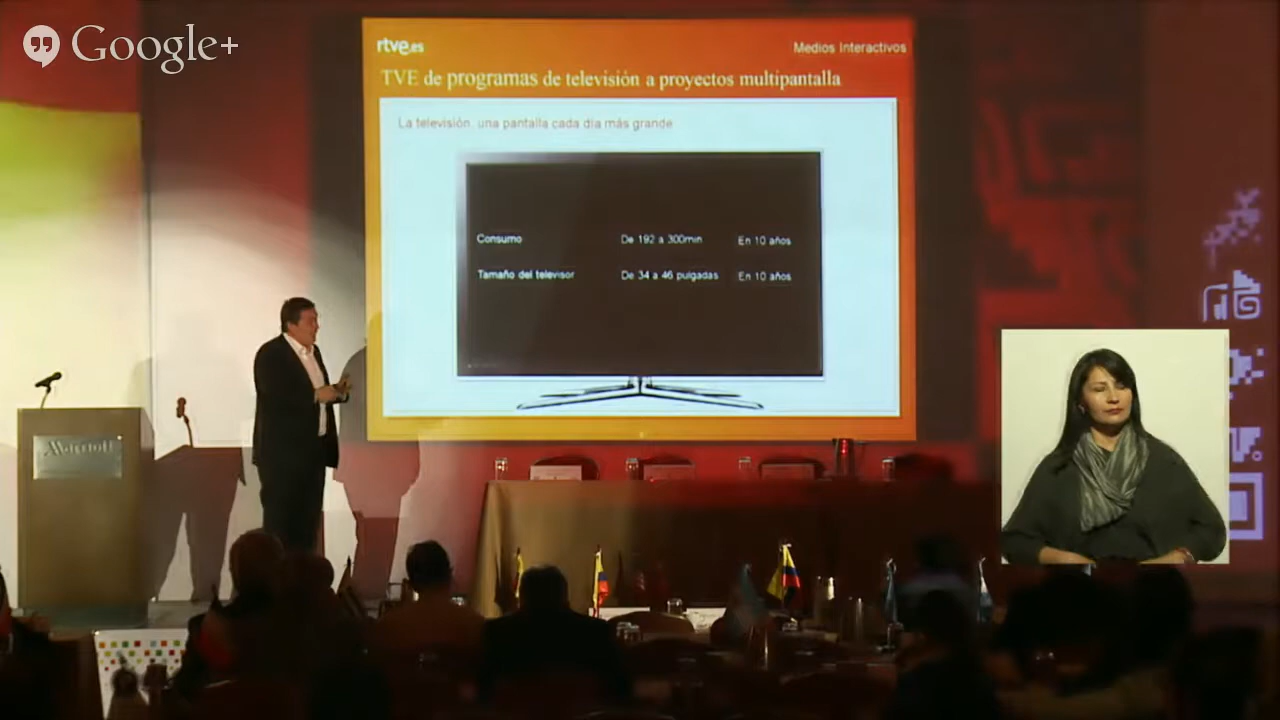 Google+
rtve.es
Medios Interactivos
TVE de programas de televisión a proyectos multipantalla
La televisión, una pantalla cada día más grande
Consumo De 192 a 300min En 10 años
Tamaño del televisor De 34 a 46 pulgadas En 10 años
Marriott